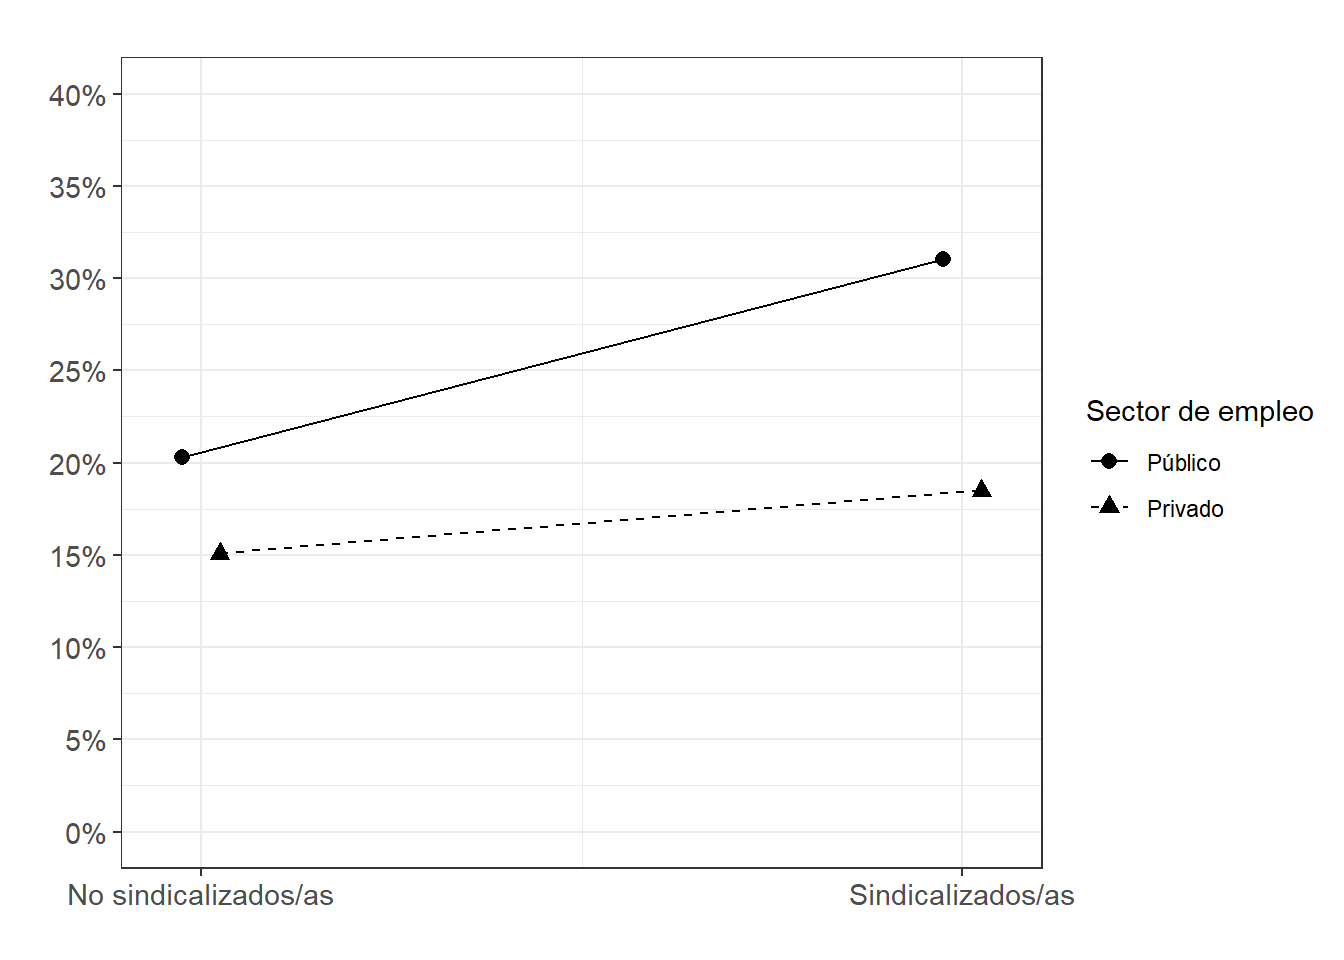 40%
35%
30%
25%
20%
15%
10%
5%
0%
No sindicalizados/as
Sindicalizados/as
Sector de empleo
Público
Privado